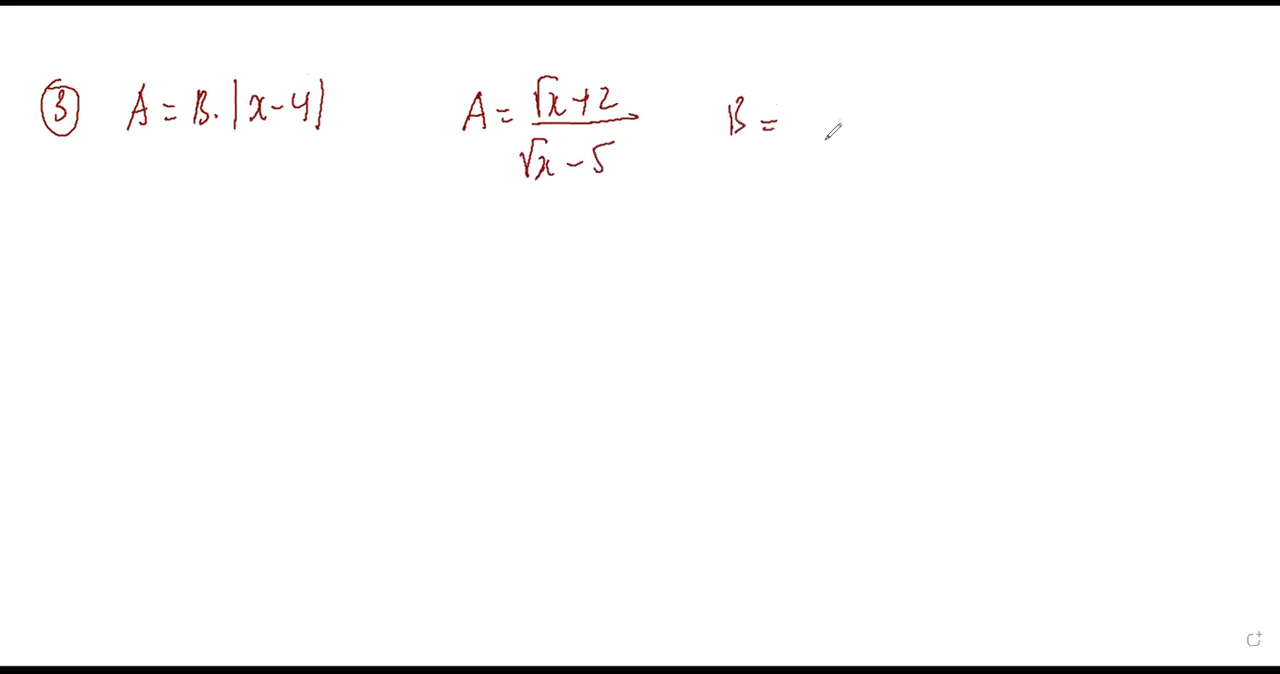 ③ A = B. |x-4| A = (√x+2)/(√x-5) B =